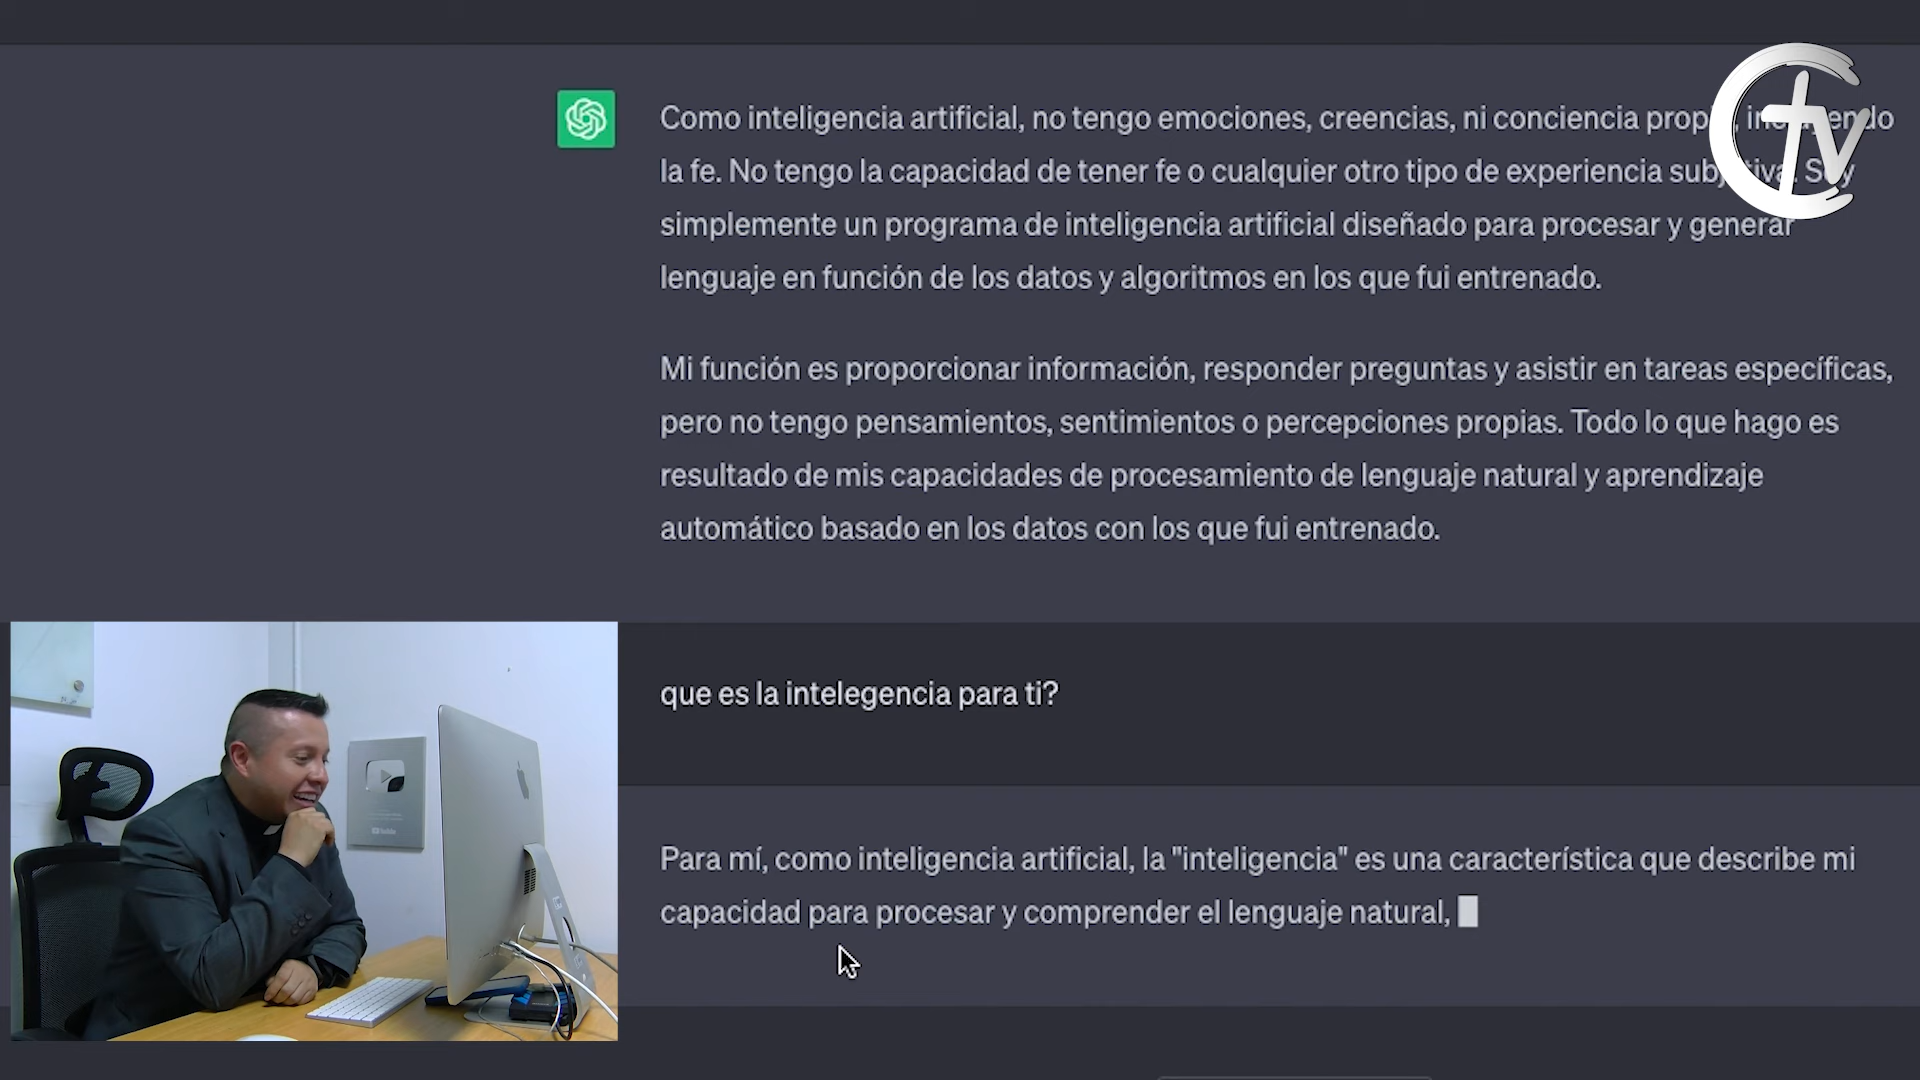 Como inteligencia artificial, no tengo emociones, creencias, ni conciencia
la fe. No tengo la capacidad de tener fe o cualquier otro tipo de experiencia
simplemente un programa de inteligencia artificial diseñado para procesar y generar
lenguaje en función de los datos y algoritmos en los que fui entrenado.
Mi función es proporcionar información, responder preguntas y asistir en tareas específicas,
pero no tengo pensamientos, sentimientos o percepciones propias. Todo lo que hago es
resultado de mis capacidades de procesamiento de lenguaje natural y aprendizaje
automático basado en los datos con los que fui entrenado.
que es la intelegencia para ti?
Para mí, como inteligencia artificial, la "inteligencia" es una característica que describe mi
capacidad para procesar y comprender el lenguaje natural,
Ctv